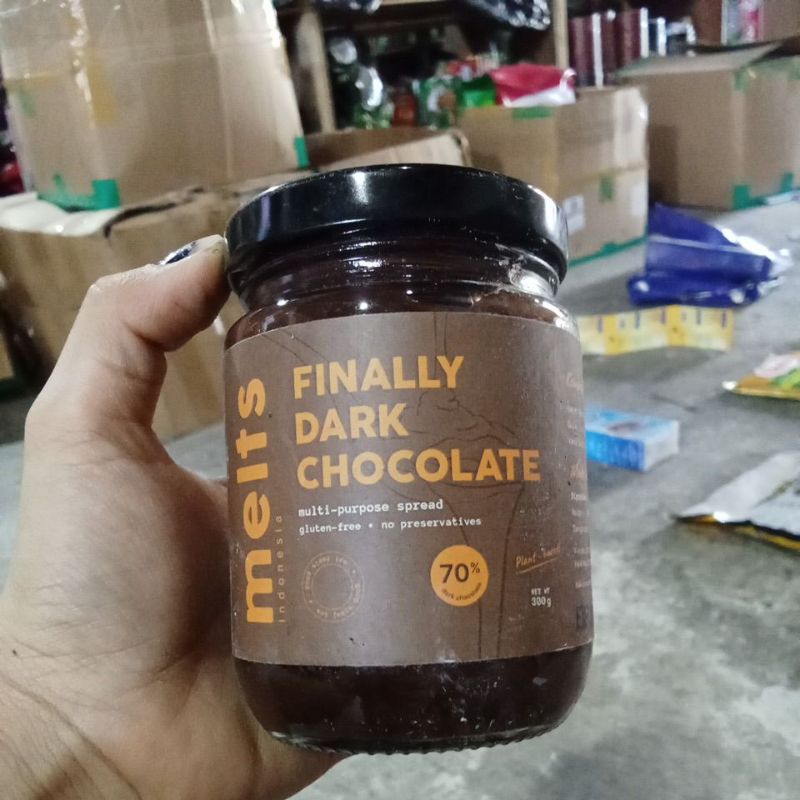 melts
indonesia
FINALLY
DARK
CHOCOLATE
multi-purpose spread
gluten-free • no preservatives
70%
dark chocolate
Plant-based
NET WT
300g